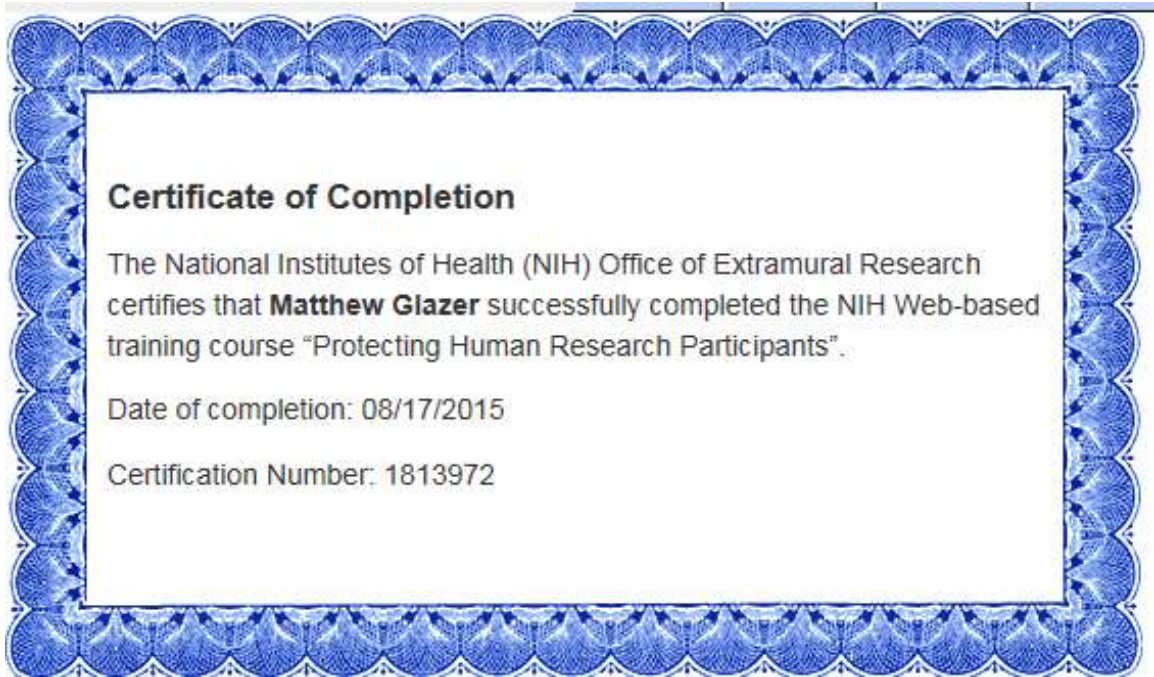 Certificate of Completion
The National Institutes of Health (NIH) Office of Extramural Research
certifies that Matthew Glazer successfully completed the NIH Web-based
training course “Protecting Human Research Participants”.
Date of completion: 08/17/2015
Certification Number: 1813972